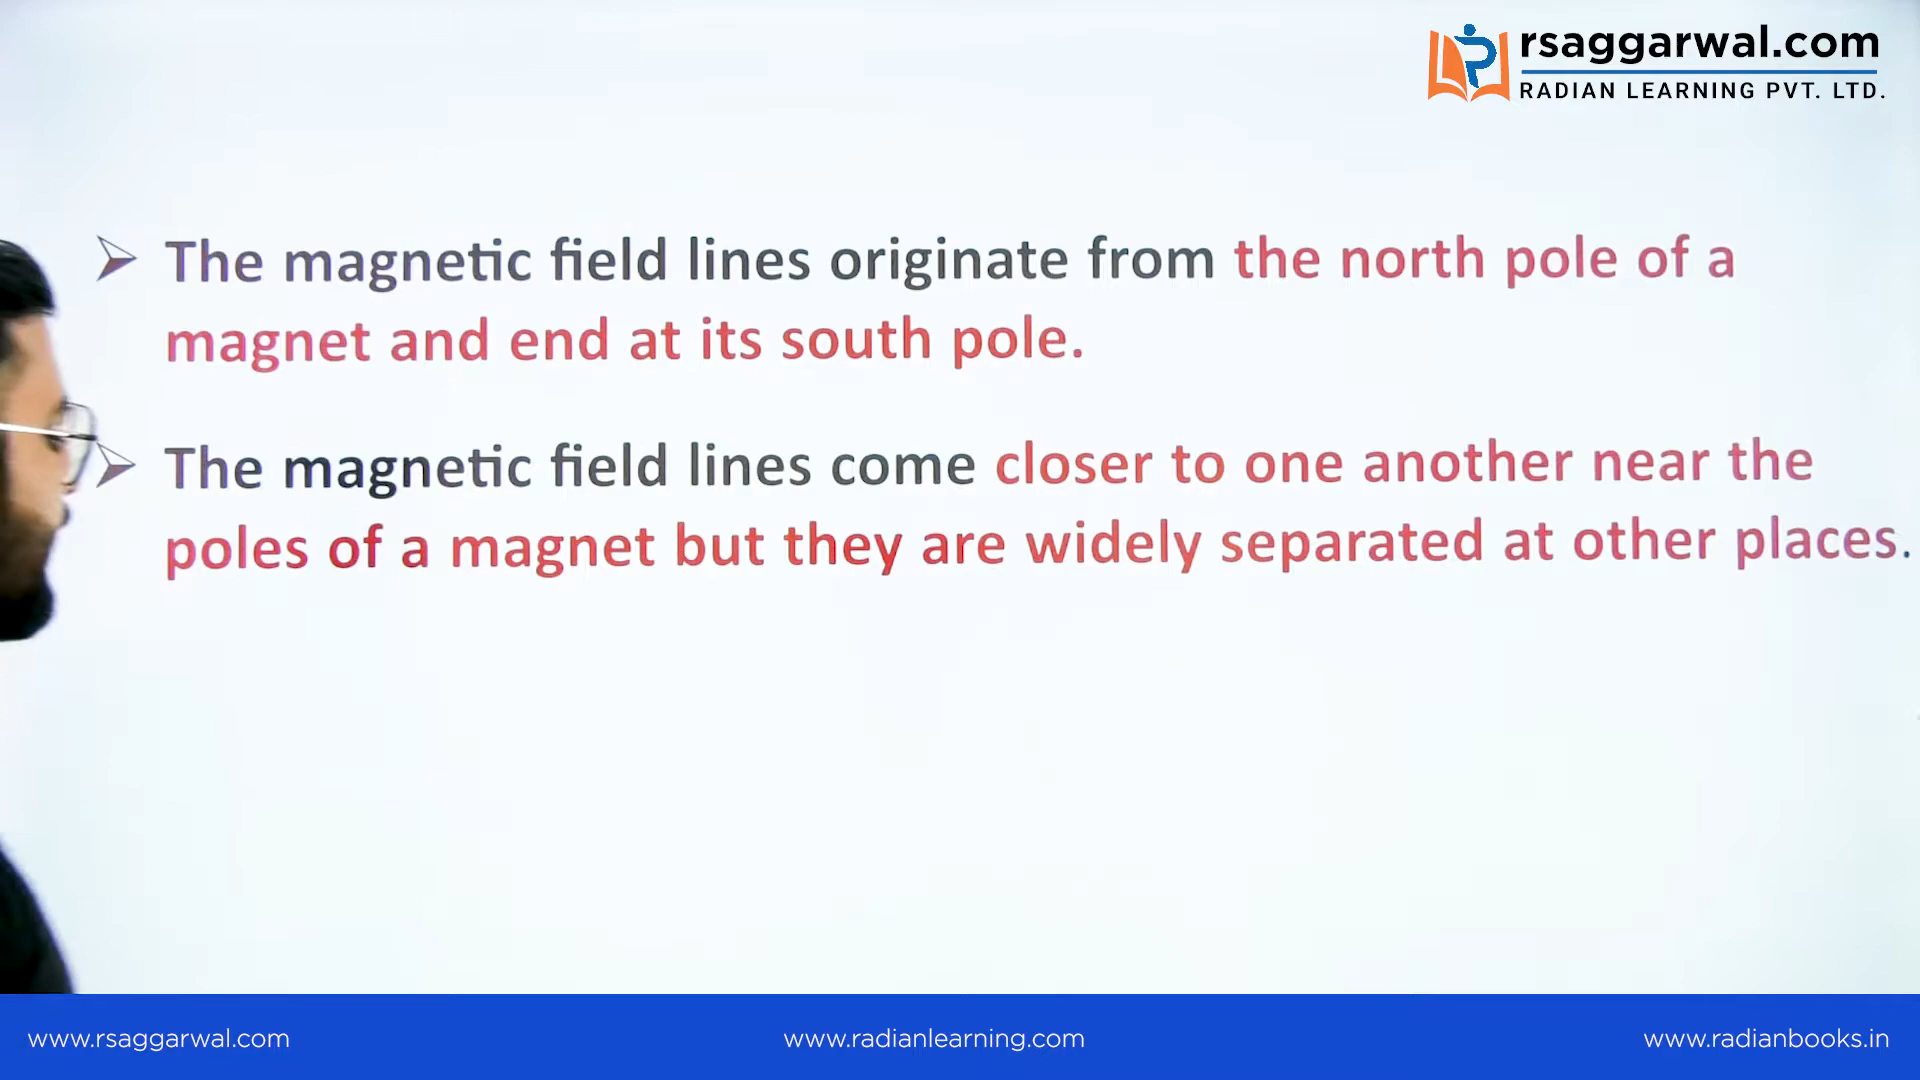 rsaggarwal.com
RADIAN LEARNING PVT. LTD.
The magnetic field lines originate from the north pole of a
magnet and end at its south pole.
The magnetic field lines come closer to one another near the
poles of a magnet but they are widely separated at other places.
www.rsaggarwal.com
www.radianlearning.com
www.radianbooks.in